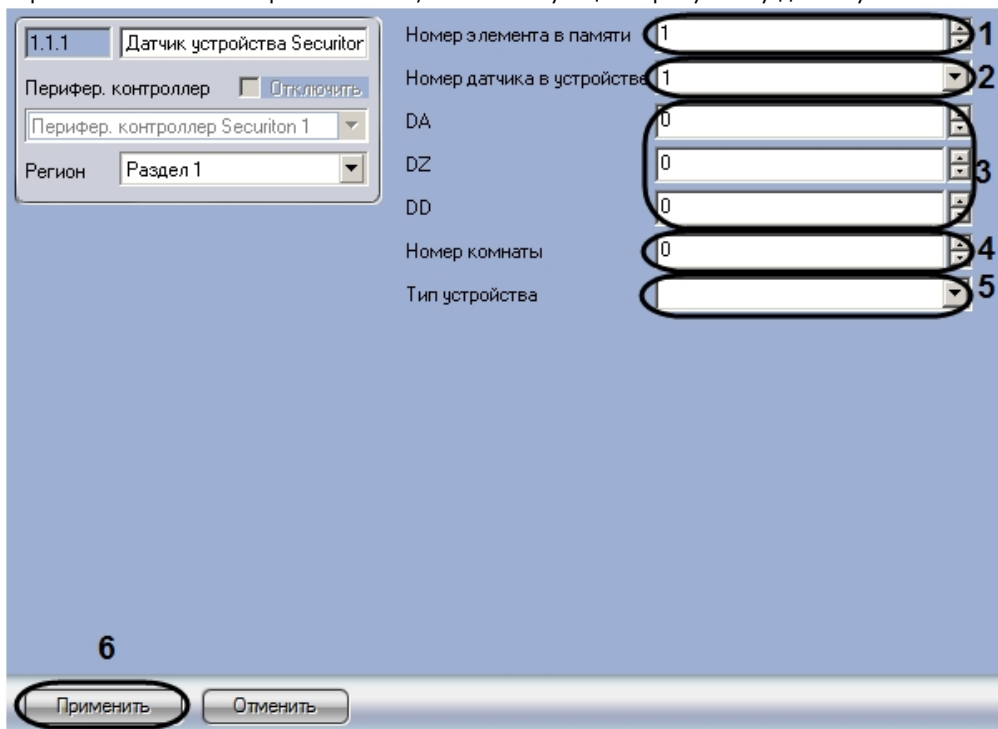 1.1.1 Датчик устройства Securitor
Перифер. контроллер Отключить
Перифер. контроллер Securiton 1
Регион Раздел 1
Номер элемента в памяти 1 1
Номер датчика в устройстве 1 2
DA 0
DZ 0 3
DD 0
Номер комнаты 0 4
Тип устройства 5
6
Применить Отменить